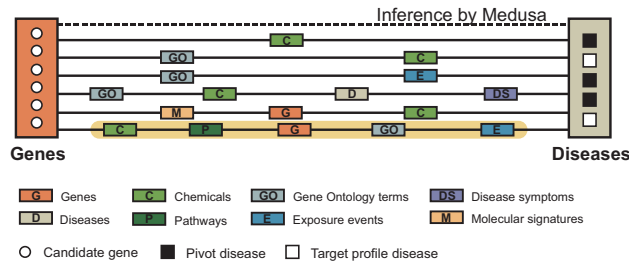 Inference by Medusa
C
GO C
GO E
GO C D DS
M G C
C P G GO E
Genes Diseases
G Genes C Chemicals GO Gene Ontology terms DS Disease symptoms
D Diseases P Pathways E Exposure events M Molecular signatures
Candidate gene Pivot disease Target profile disease